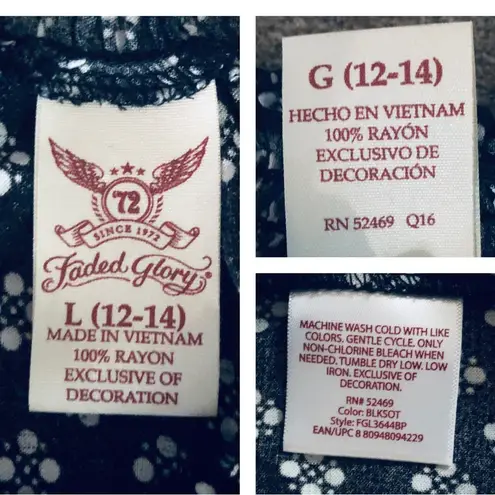 '72
SINCE 1972
Faded Glory®
L (12-14)
MADE IN VIETNAM
100% RAYON
EXCLUSIVE OF
DECORATION
G (12-14)
HECHO EN VIETNAM
100% RAYÓN
EXCLUSIVO DE
DECORACIÓN
RN 52469 Q16
MACHINE WASH COLD WITH LIKE
COLORS. GENTLE CYCLE. ONLY
NON-CHLORINE BLEACH WHEN
NEEDED. TUMBLE DRY LOW. LOW
IRON. EXCLUSIVE OF
DECORATION.
RN# 52469
Color: BLKSOT
Style: FGL3644BP
EAN/UPC 8 80948094229